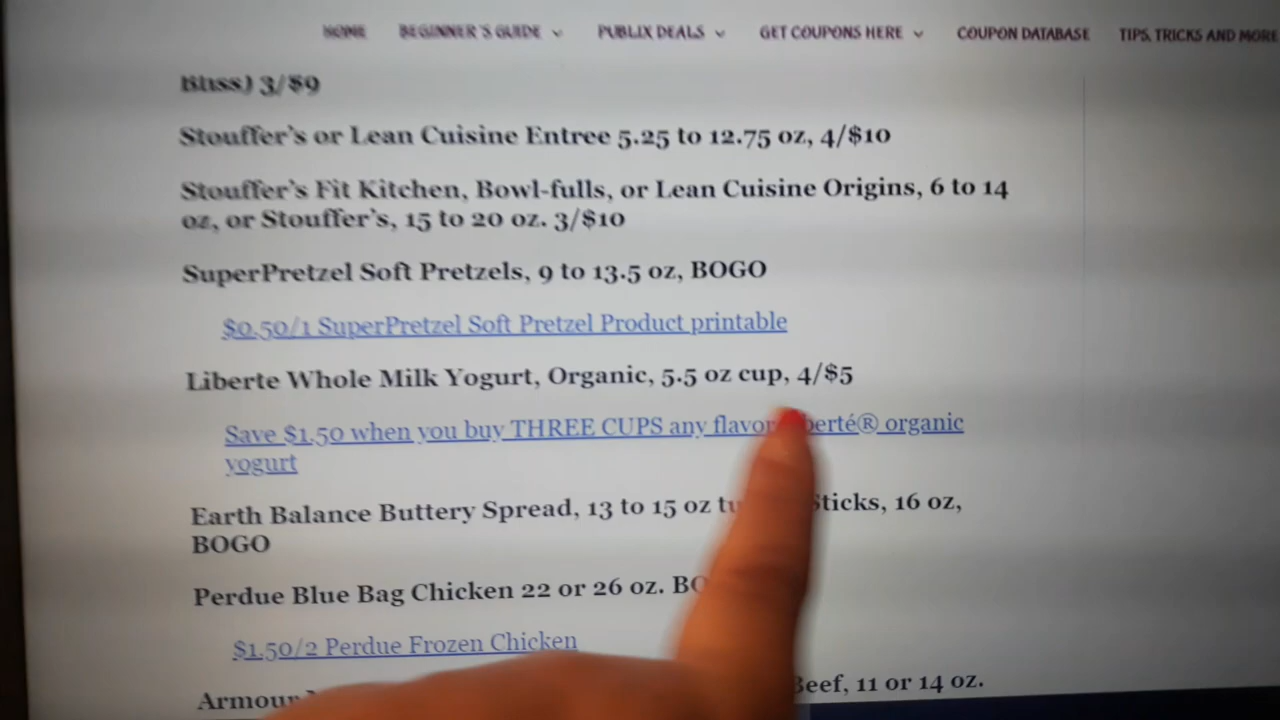 HOME BEGINNER'S GUIDE PUBLIX DEALS GET COUPONS HERE COUPON DATABASE TIPS, TRICKS AND MORE
Bliss) 3/$9
Stouffer's or Lean Cuisine Entree 5.25 to 12.75 oz, 4/$10
Stouffer's Fit Kitchen, Bowl-fulls, or Lean Cuisine Origins, 6 to 14
oz, or Stouffer's, 15 to 20 oz. 3/$10
SuperPretzel Soft Pretzels, 9 to 13.5 oz, BOGO
$0.50/1 SuperPretzel Soft Pretzel Product printable
Liberte Whole Milk Yogurt, Organic, 5.5 oz cup, 4/$5
Save $1.50 when you buy THREE CUPS any flavor berté® organic
yogurt
Earth Balance Buttery Spread, 13 to 15 oz Sticks, 16 oz,
BOGO
Perdue Blue Bag Chicken 22 or 26 oz.
$1.50/2 Perdue Frozen Chicken
Armour Beef, 11 or 14 oz.